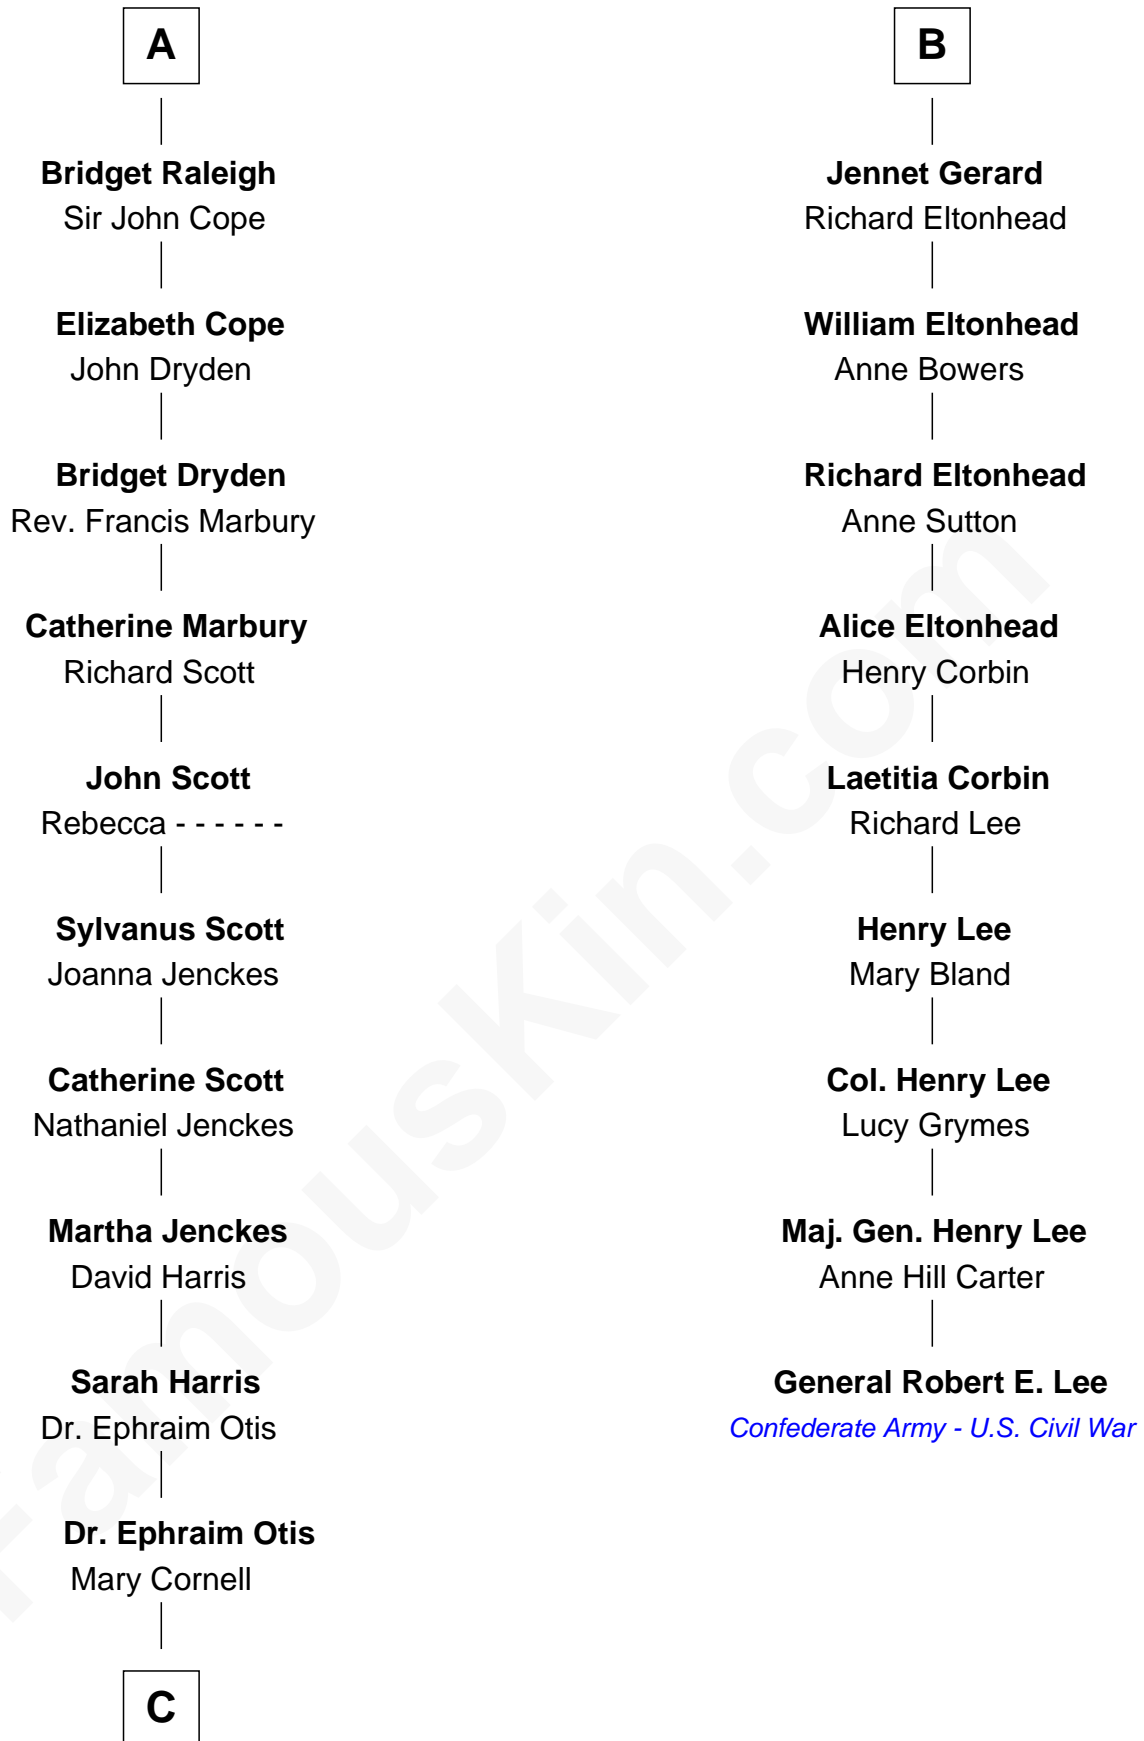 A
Bridget Raleigh
Sir John Cope
Elizabeth Cope
John Dryden
Bridget Dryden
Rev. Francis Marbury
Catherine Marbury
Richard Scott
John Scott
Rebecca - - - - - -
Sylvanus Scott
Joanna Jenckes
Catherine Scott
Nathaniel Jenckes
Martha Jenckes
David Harris
Sarah Harris
Dr. Ephraim Otis
Dr. Ephraim Otis
Mary Cornell
C
B
Jennet Gerard
Richard Eltonhead
William Eltonhead
Anne Bowers
Richard Eltonhead
Anne Sutton
Alice Eltonhead
Henry Corbin
Laetitia Corbin
Richard Lee
Henry Lee
Mary Bland
Col. Henry Lee
Lucy Grymes
Maj. Gen. Henry Lee
Anne Hill Carter
General Robert E. Lee
Confederate Army - U.S. Civil War
FamousKin.com